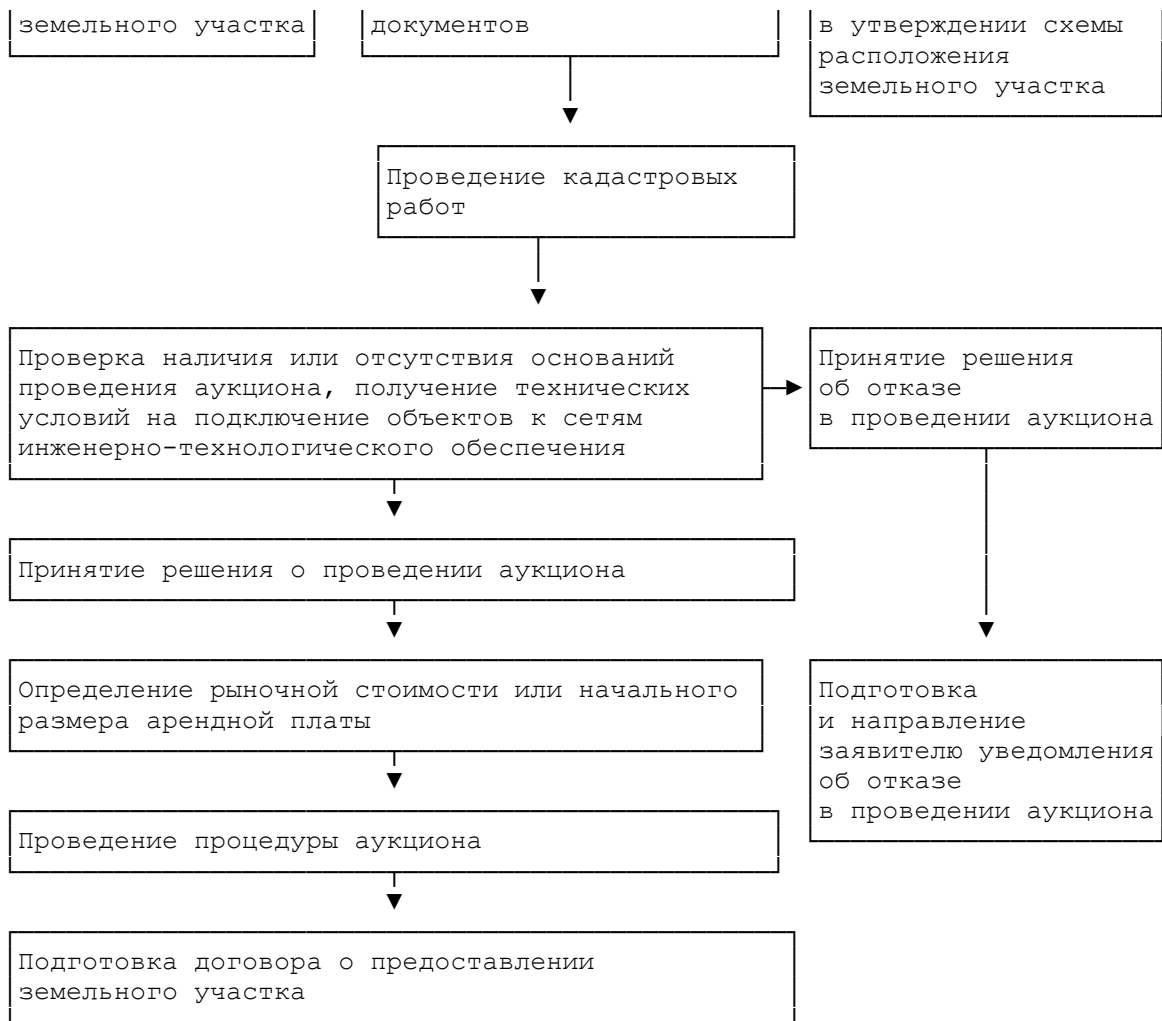 земельного участка
документов
в утверждении схемы
расположения
земельного участка
Проведение кадастровых
работ
Проверка наличия или отсутствия оснований
проведения аукциона, получение технических
условий на подключение объектов к сетям
инженерно-технологического обеспечения
Принятие решения
об отказе
в проведении аукциона
Принятие решения о проведении аукциона
Определение рыночной стоимости или начального
размера арендной платы
Подготовка
и направление
заявителю уведомления
об отказе
в проведении аукциона
Проведение процедуры аукциона
Подготовка договора о предоставлении
земельного участка